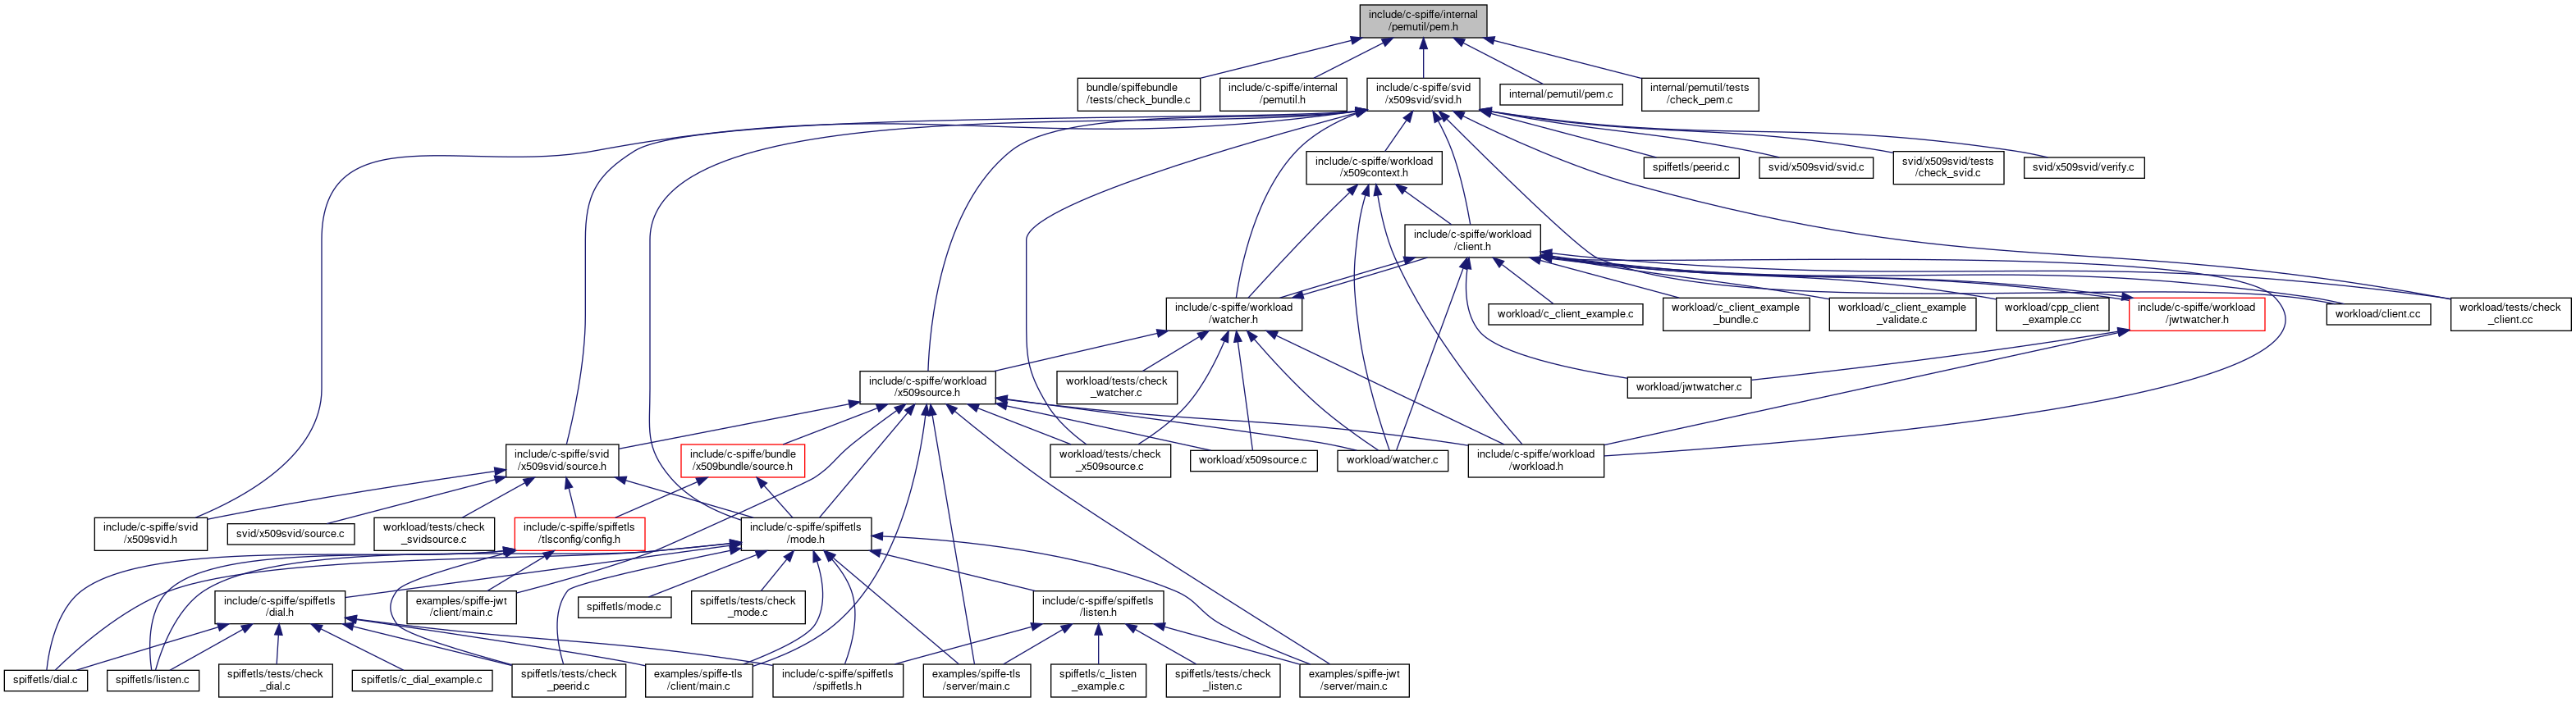 include/c-spiffe/internal
/pemutil/pem.h
bundle/spiffebundle
/tests/check_bundle.c
include/c-spiffe/internal
/pemutil.h
include/c-spiffe/svid
/x509svid/svid.h
internal/pemutil/pem.c
internal/pemutil/tests
/check_pem.c
include/c-spiffe/workload
/x509context.h
spiffetls/peerid.c
svid/x509svid/svid.c
svid/x509svid/tests
/check_svid.c
svid/x509svid/verify.c
include/c-spiffe/workload
/client.h
include/c-spiffe/workload
/watcher.h
workload/c_client_example.c
workload/c_client_example
_bundle.c
workload/c_client_example
_validate.c
workload/cpp_client
_example.cc
include/c-spiffe/workload
/jwtwatcher.h
workload/client.cc
workload/tests/check
_client.cc
include/c-spiffe/workload
/x509source.h
workload/tests/check
_watcher.c
workload/jwtwatcher.c
include/c-spiffe/svid
/x509svid/source.h
include/c-spiffe/bundle
/x509bundle/source.h
workload/tests/check
_x509source.c
workload/x509source.c
workload/watcher.c
include/c-spiffe/workload
/workload.h
include/c-spiffe/svid
/x509svid.h
svid/x509svid/source.c
workload/tests/check
_svidsource.c
include/c-spiffe/spiffetls
/tlsconfig/config.h
include/c-spiffe/spiffetls
/mode.h
include/c-spiffe/spiffetls
/dial.h
examples/spiffe-jwt
/client/main.c
spiffetls/mode.c
spiffetls/tests/check
_mode.c
include/c-spiffe/spiffetls
/listen.h
spiffetls/dial.c
spiffetls/listen.c
spiffetls/tests/check
_dial.c
spiffetls/c_dial_example.c
spiffetls/tests/check
_peerid.c
examples/spiffe-tls
/client/main.c
include/c-spiffe/spiffetls
/spiffetls.h
examples/spiffe-tls
/server/main.c
spiffetls/c_listen
_example.c
spiffetls/tests/check
_listen.c
examples/spiffe-jwt
/server/main.c